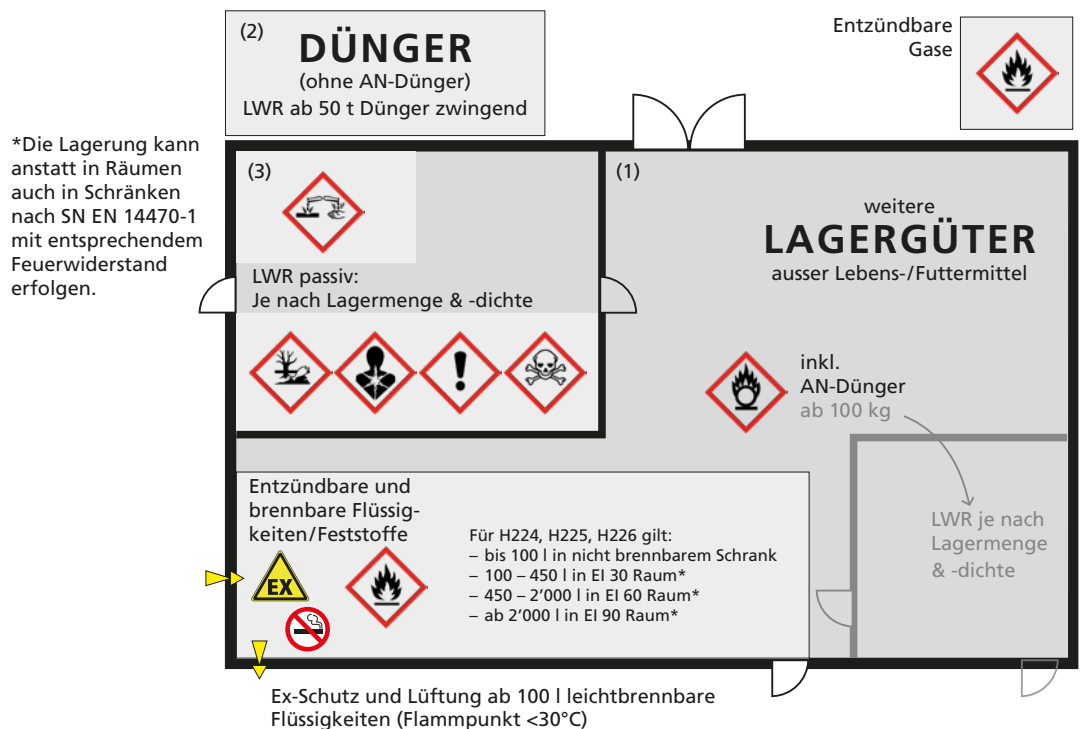 (2)
DÜNGER
(ohne AN-Dünger)
LWR ab 50 t Dünger zwingend
Entzündbare
Gase
*Die Lagerung kann
anstatt in Räumen
auch in Schränken
nach SN EN 14470-1
mit entsprechendem
Feuerwiderstand
erfolgen.
(3)
LWR passiv:
Je nach Lagermenge & -dichte
(1)
weitere
LAGERGÜTER
ausser Lebens-/Futtermittel
inkl.
AN-Dünger
ab 100 kg
LWR je nach
Lagermenge
& -dichte
Entzündbare und
brennbare Flüssig-
keiten/Feststoffe
EX
Für H224, H225, H226 gilt:
– bis 100 l in nicht brennbarem Schrank
– 100 – 450 l in EI 30 Raum*
– 450 – 2’000 l in EI 60 Raum*
– ab 2’000 l in EI 90 Raum*
Ex-Schutz und Lüftung ab 100 l leichtbrennbare
Flüssigkeiten (Flammpunkt <30°C)